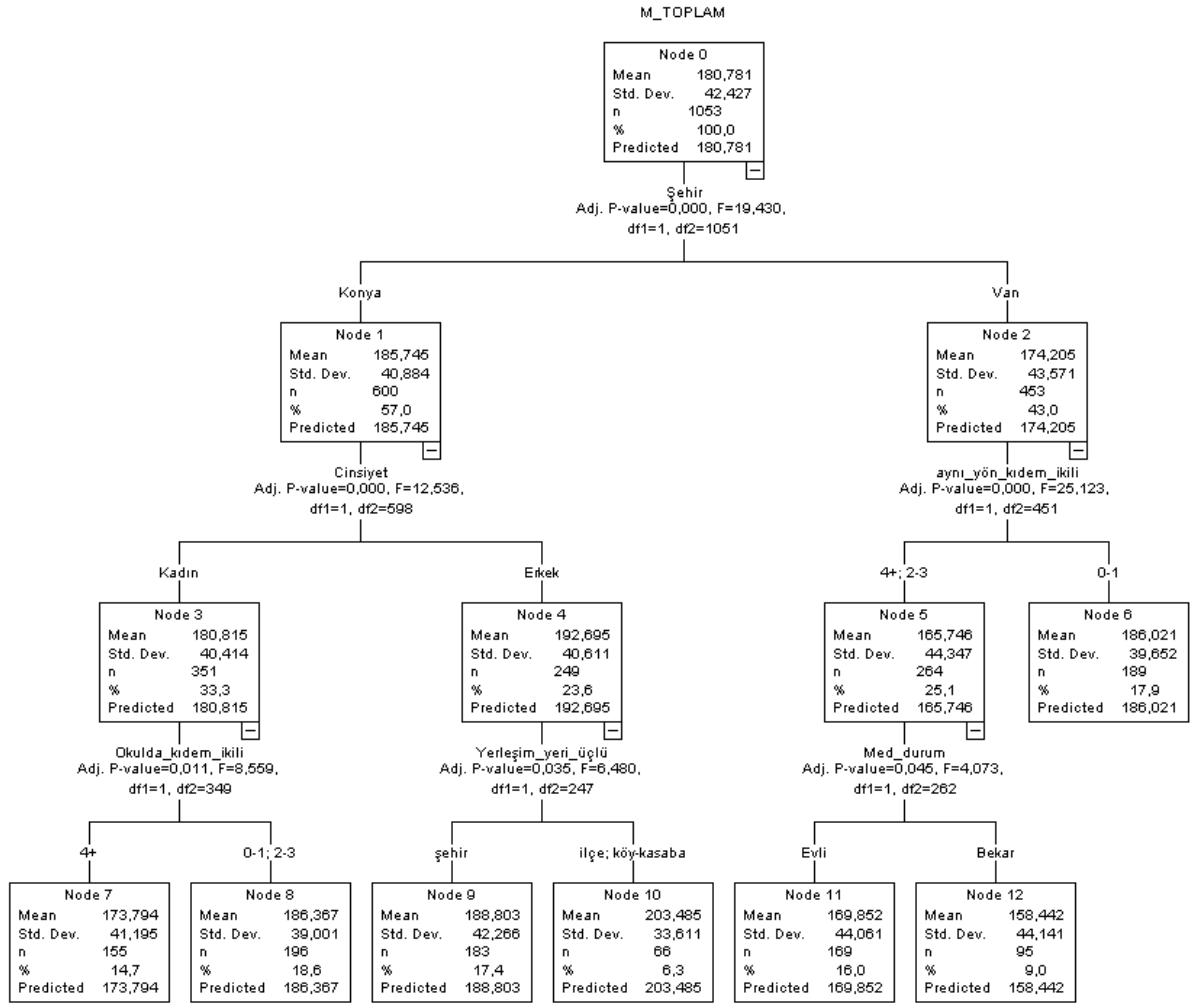 M_TOPLAM
Node 0
Mean 180,781
Std. Dev. 42,427
n 1053
% 100,0
Predicted 180,781
Şehir
Adj. P-value=0,000, F=19,430,
df1=1, df2=1051
Konya
Van
Node 1
Mean 185,745
Std. Dev. 40,884
n 600
% 57,0
Predicted 185,745
Node 2
Mean 174,205
Std. Dev. 43,571
n 453
% 43,0
Predicted 174,205
Cinsiyet
Adj. P-value=0,000, F=12,536,
df1=1, df2=598
aynı_yön_kıdem_ikili
Adj. P-value=0,000, F=25,123,
df1=1, df2=451
Kadın
Erkek
4+; 2-3
0-1
Node 3
Mean 180,815
Std. Dev. 40,414
n 351
% 33,3
Predicted 180,815
Node 4
Mean 192,695
Std. Dev. 40,611
n 249
% 23,6
Predicted 192,695
Node 5
Mean 165,746
Std. Dev. 44,347
n 264
% 25,1
Predicted 165,746
Node 6
Mean 186,021
Std. Dev. 39,652
n 189
% 17,9
Predicted 186,021
Okulda_kıdem_ikili
Adj. P-value=0,011, F=8,559,
df1=1, df2=349
Yerleşim_yeri_üçlü
Adj. P-value=0,035, F=6,480,
df1=1, df2=247
Med_durum
Adj. P-value=0,045, F=4,073,
df1=1, df2=262
4+
0-1; 2-3
şehir
ilçe; köy-kasaba
Evli
Bekar
Node 7
Mean 173,794
Std. Dev. 41,195
n 155
% 14,7
Predicted 173,794
Node 8
Mean 186,367
Std. Dev. 39,001
n 196
% 18,6
Predicted 186,367
Node 9
Mean 188,803
Std. Dev. 42,266
n 183
% 17,4
Predicted 188,803
Node 10
Mean 203,485
Std. Dev. 33,611
n 66
% 6,3
Predicted 203,485
Node 11
Mean 169,852
Std. Dev. 44,061
n 169
% 16,0
Predicted 169,852
Node 12
Mean 158,442
Std. Dev. 44,141
n 95
% 9,0
Predicted 158,442